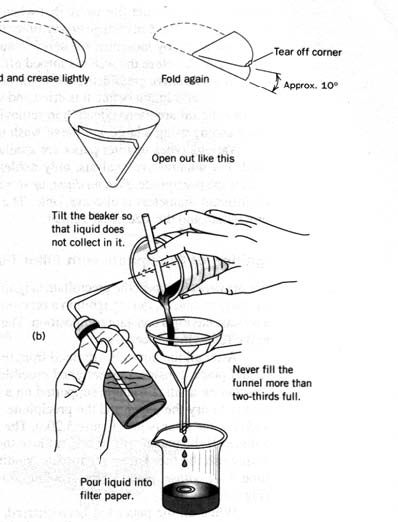 d and crease lightly
Fold again
Tear off corner
Approx. 10°
Open out like this
Tilt the beaker so
that liquid does
not collect in it.
(b)
Never fill the
funnel more than
two-thirds full.
Pour liquid into
filter paper.